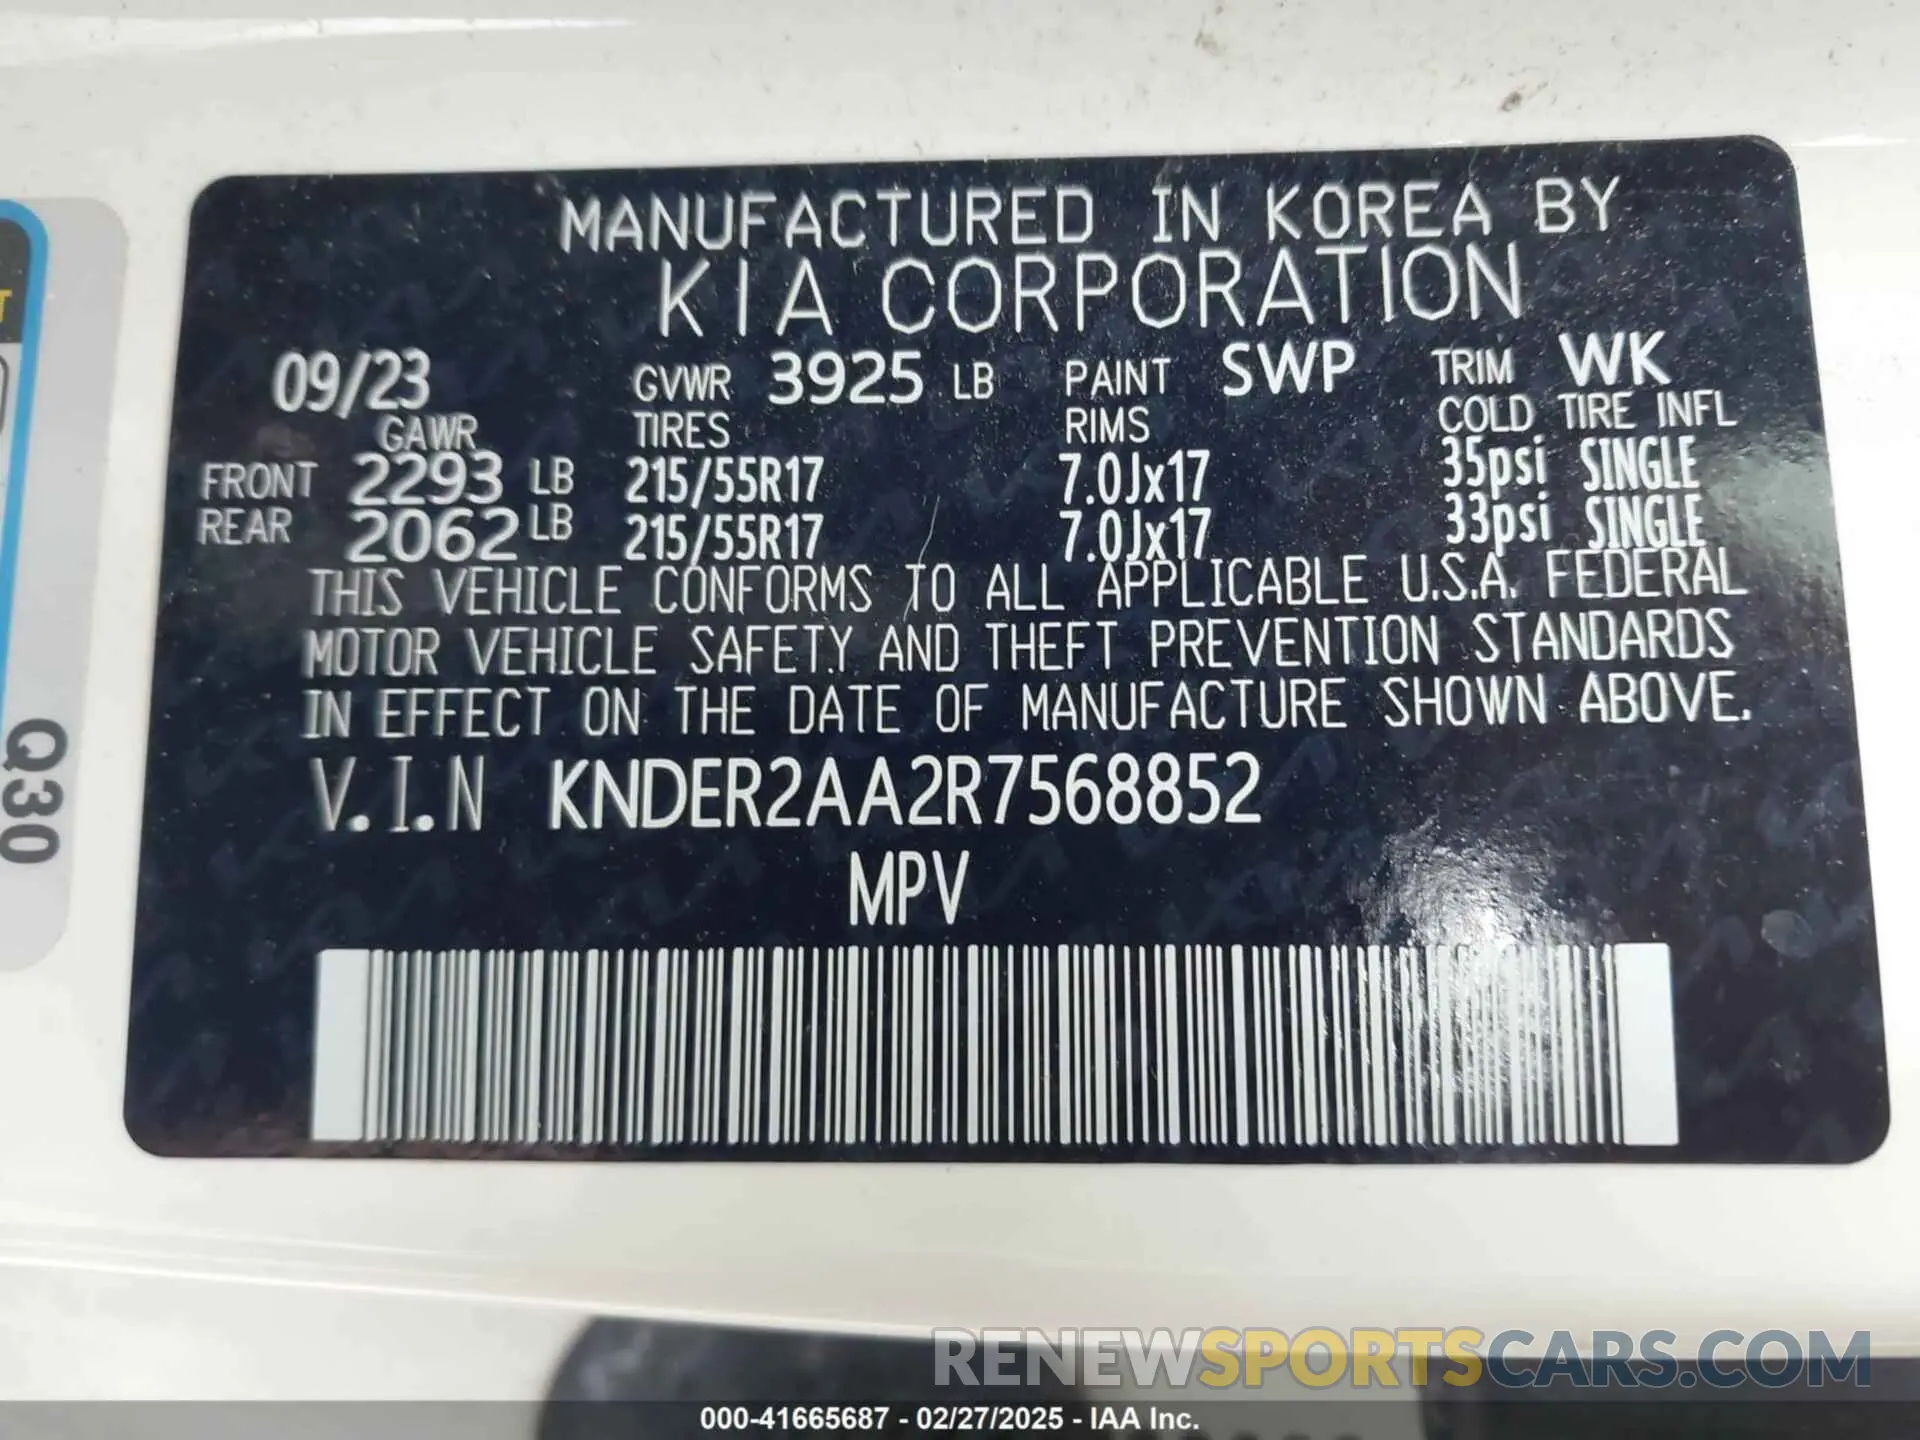 MANUFACTURED IN KOREA BY
KIA CORPORATION
09/23 GVWR 3925 LB PAINT SWP TRIM WK
GAWR TIRES RIMS COLD TIRE INFL
FRONT 2293 LB 215/55R17 7.0Jx17 35psi SINGLE
REAR 2062 LB 215/55R17 7.0Jx17 33psi SINGLE
THIS VEHICLE CONFORMS TO ALL APPLICABLE U.S.A. FEDERAL
MOTOR VEHICLE SAFETY AND THEFT PREVENTION STANDARDS
IN EFFECT ON THE DATE OF MANUFACTURE SHOWN ABOVE.
V.I.N KNDER2AA2R7568852
MPV
Q30
RENEWSPORTSCARS.COM
000-41665687 - 02/27/2025 - IAA Inc.